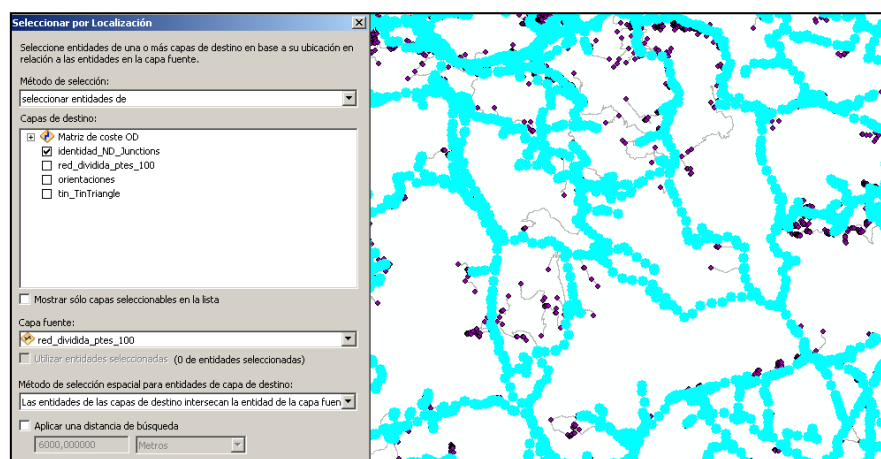 Seleccionar por Localización
Seleccione entidades de una o más capas de destino en base a su ubicación en
relación a las entidades en la capa fuente.
Método de selección:
seleccionar entidades de
Capas de destino:
Matriz de coste OD
identidad_ND_Junctions
red_dividida_ptes_100
orientaciones
tin_TinTriangle
Mostrar sólo capas seleccionables en la lista
Capa fuente:
red_dividida_ptes_100
Utilizar entidades seleccionadas (0 de entidades seleccionadas)
Método de selección espacial para entidades de capa de destino:
Las entidades de las capas de destino intersecan la entidad de la capa fuen
Aplicar una distancia de búsqueda
6000,000000 Metros